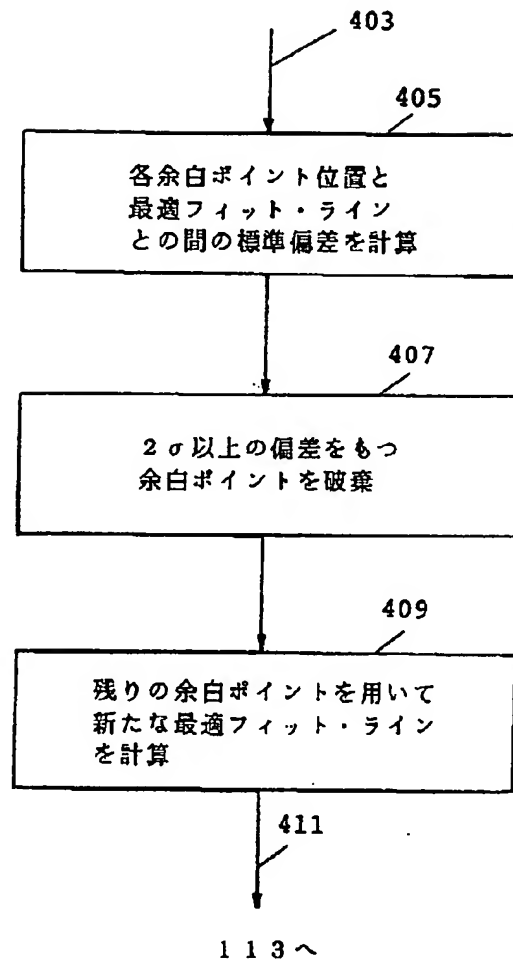 403
405
各余白ポイント位置と
最適フィット・ライン
との間の標準偏差を計算
407
2σ以上の偏差をもつ
余白ポイントを破棄
409
残りの余白ポイントを用いて
新たな最適フィット・ライン
を計算
411
113へ